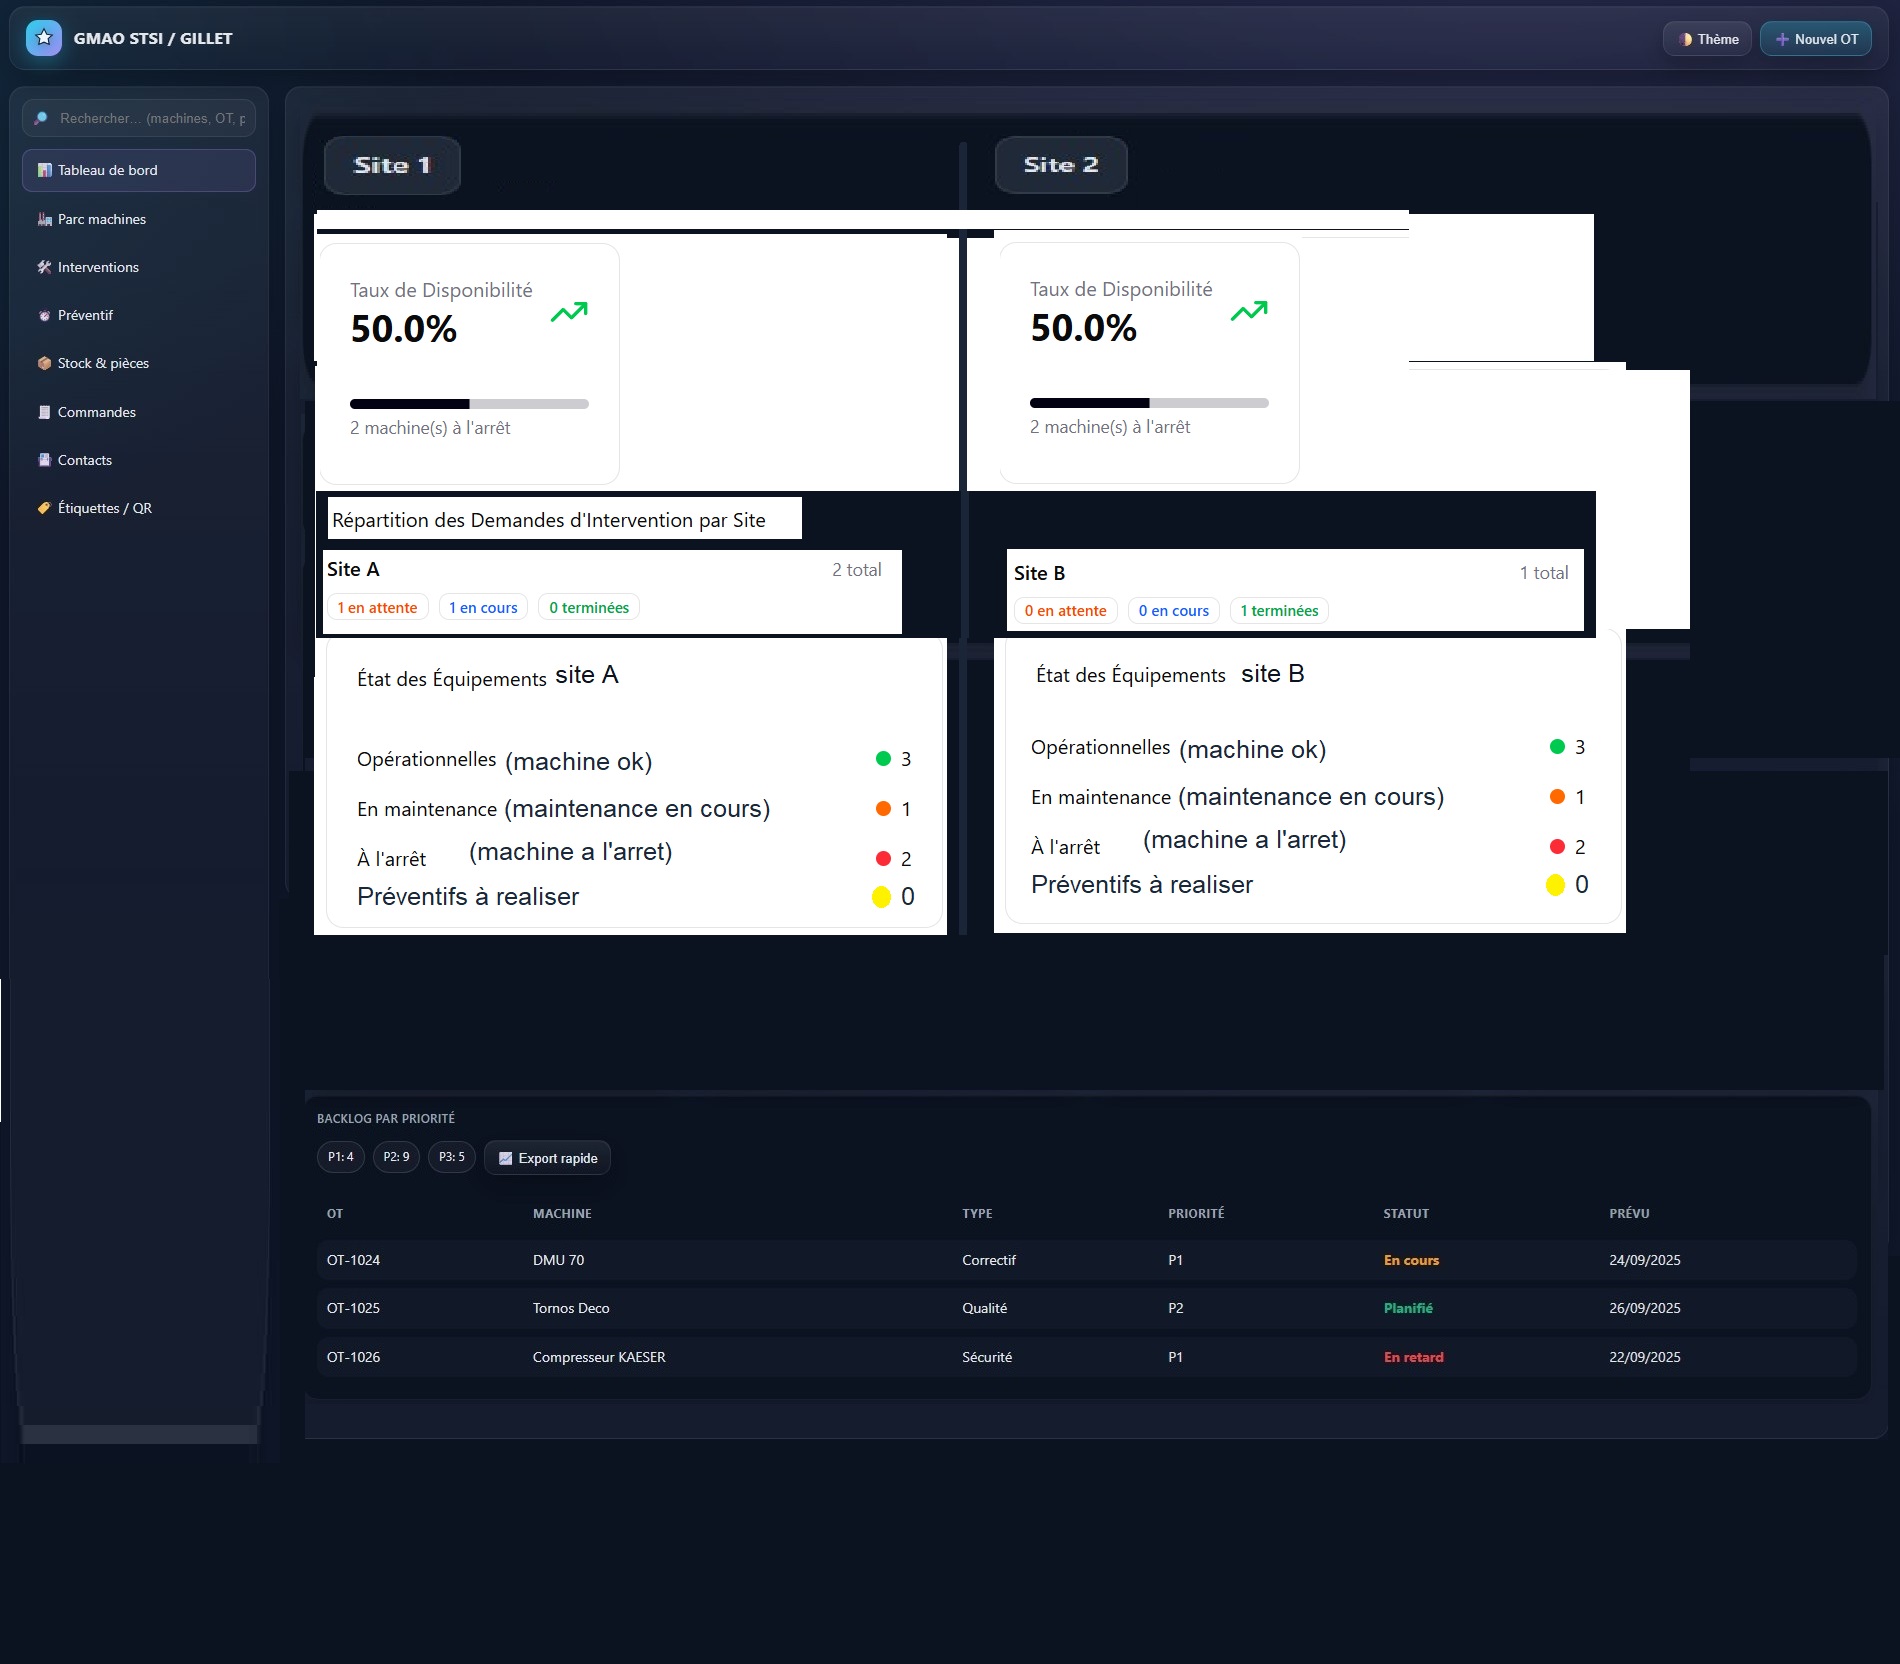 GMAO STSI / GILLET
Thème
Nouvel OT
Rechercher... (machines, OT, p
Tableau de bord
Parc machines
Interventions
Préventif
Stock & pièces
Commandes
Contacts
Étiquettes / QR
Site 1
Site 2
Taux de Disponibilité
50.0%
2 machine(s) à l'arrêt
Taux de Disponibilité
50.0%
2 machine(s) à l'arrêt
Répartition des Demandes d'Intervention par Site
Site A 2 total
1 en attente 1 en cours 0 terminées
Site B 1 total
0 en attente 0 en cours 1 terminées
État des Équipements site A
Opérationnelles (machine ok) 3
En maintenance (maintenance en cours) 1
À l'arrêt (machine a l'arret) 2
Préventifs à realiser 0
État des Équipements site B
Opérationnelles (machine ok) 3
En maintenance (maintenance en cours) 1
À l'arrêt (machine a l'arret) 2
Préventifs à realiser 0
BACKLOG PAR PRIORITÉ
P1: 4 P2: 9 P3: 5 Export rapide
OT MACHINE TYPE PRIORITÉ STATUT PRÉVU
OT-1024 DMU 70 Correctif P1 En cours 24/09/2025
OT-1025 Tornos Deco Qualité P2 Planifié 26/09/2025
OT-1026 Compresseur KAESER Sécurité P1 En retard 22/09/2025